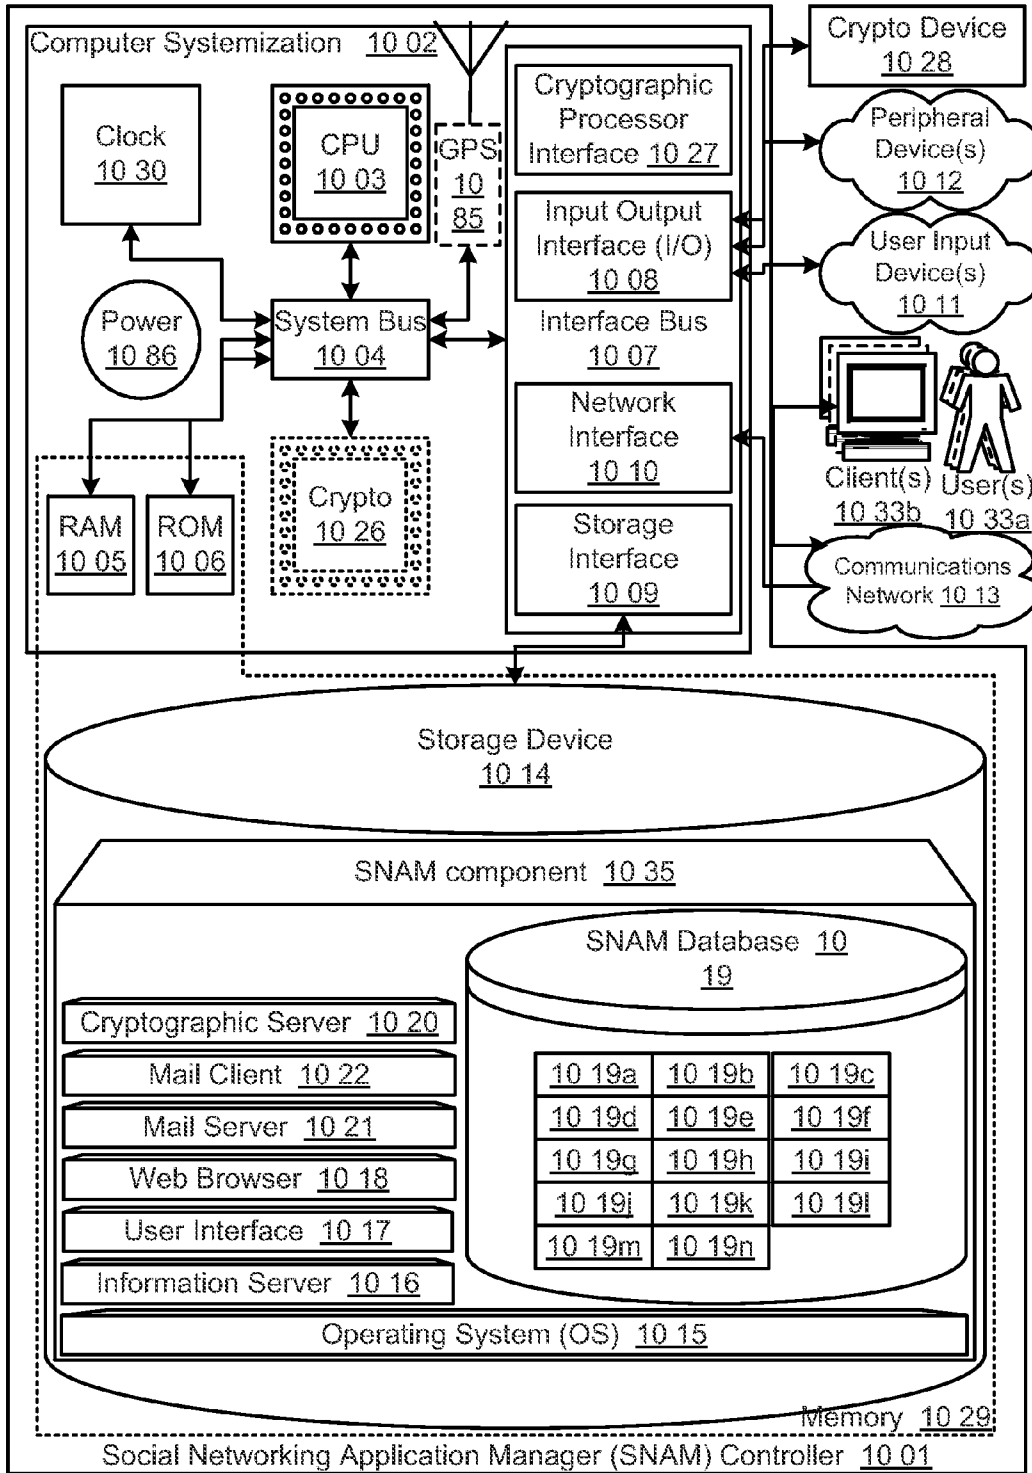 Computer Systemization 10 02
Clock
10 30
CPU
10 03
GPS
10
85
Power
10 86
System Bus
10 04
RAM
10 05
ROM
10 06
Crypto
10 26
Cryptographic
Processor
Interface 10 27
Input Output
Interface (I/O)
10 08
Interface Bus
10 07
Network
Interface
10 10
Storage
Interface
10 09
Crypto Device
10 28
Peripheral
Device(s)
10 12
User Input
Device(s)
10 11
Client(s)
10 33b
User(s)
10 33a
Communications
Network 10 13
Storage Device
10 14
SNAM component 10 35
SNAM Database 10
19
Cryptographic Server 10 20
Mail Client 10 22
Mail Server 10 21
Web Browser 10 18
User Interface 10 17
Information Server 10 16
10 19a 10 19b 10 19c
10 19d 10 19e 10 19f
10 19g 10 19h 10 19i
10 19j 10 19k 10 19l
10 19m 10 19n
Operating System (OS) 10 15
Memory 10 29
Social Networking Application Manager (SNAM) Controller 10 01